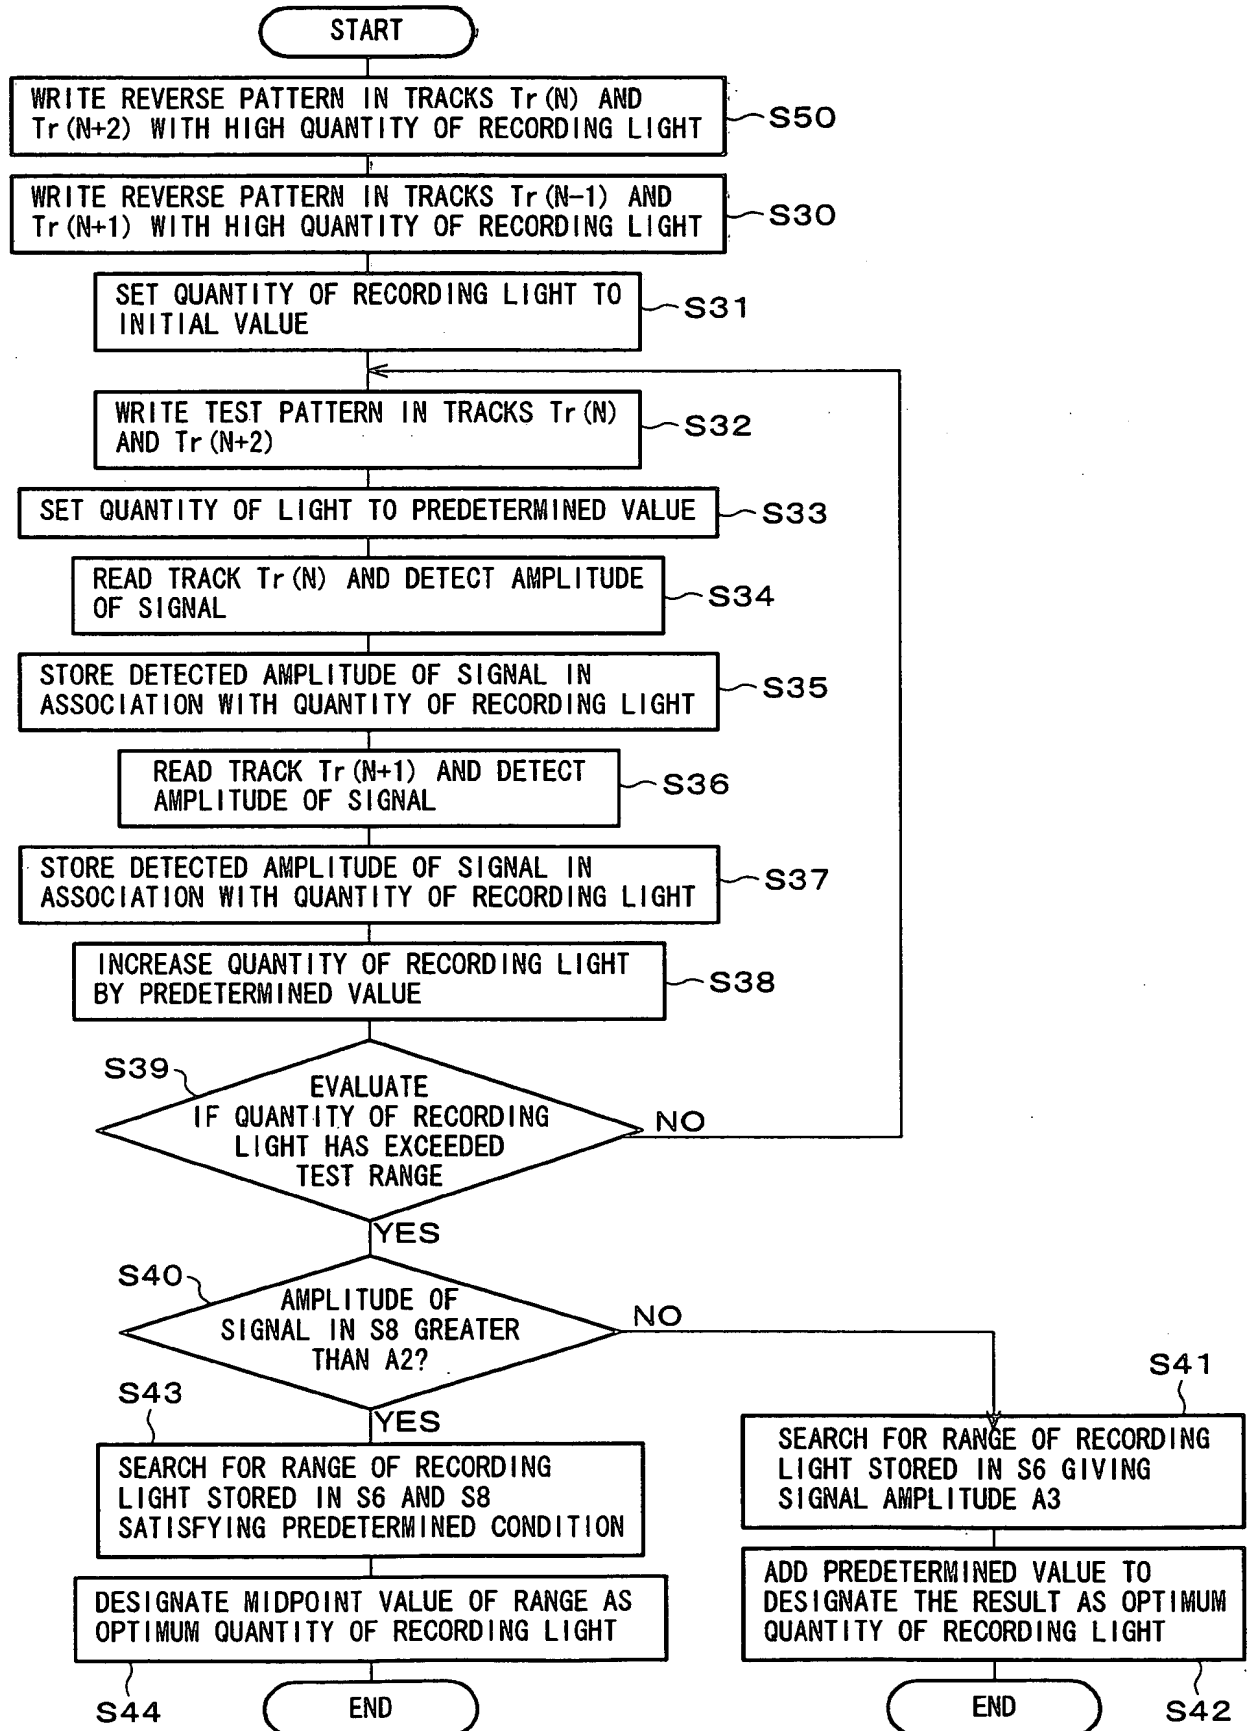 START
WRITE REVERSE PATTERN IN TRACKS Tr(N) AND
Tr(N+2) WITH HIGH QUANTITY OF RECORDING LIGHT
S50
WRITE REVERSE PATTERN IN TRACKS Tr(N-1) AND
Tr(N+1) WITH HIGH QUANTITY OF RECORDING LIGHT
S30
SET QUANTITY OF RECORDING LIGHT TO
INITIAL VALUE
S31
WRITE TEST PATTERN IN TRACKS Tr(N)
AND Tr(N+2)
S32
SET QUANTITY OF LIGHT TO PREDETERMINED VALUE
S33
READ TRACK Tr(N) AND DETECT AMPLITUDE
OF SIGNAL
S34
STORE DETECTED AMPLITUDE OF SIGNAL IN
ASSOCIATION WITH QUANTITY OF RECORDING LIGHT
S35
READ TRACK Tr(N+1) AND DETECT
AMPLITUDE OF SIGNAL
S36
STORE DETECTED AMPLITUDE OF SIGNAL IN
ASSOCIATION WITH QUANTITY OF RECORDING LIGHT
S37
INCREASE QUANTITY OF RECORDING LIGHT
BY PREDETERMINED VALUE
S38
S39
EVALUATE
IF QUANTITY OF RECORDING
LIGHT HAS EXCEEDED
TEST RANGE
NO
YES
S40
AMPLITUDE OF
SIGNAL IN S8 GREATER
THAN A2?
NO
YES
S43
SEARCH FOR RANGE OF RECORDING
LIGHT STORED IN S6 AND S8
SATISFYING PREDETERMINED CONDITION
DESIGNATE MIDPOINT VALUE OF RANGE AS
OPTIMUM QUANTITY OF RECORDING LIGHT
S44
END
S41
SEARCH FOR RANGE OF RECORDING
LIGHT STORED IN S6 GIVING
SIGNAL AMPLITUDE A3
ADD PREDETERMINED VALUE TO
DESIGNATE THE RESULT AS OPTIMUM
QUANTITY OF RECORDING LIGHT
S42
END